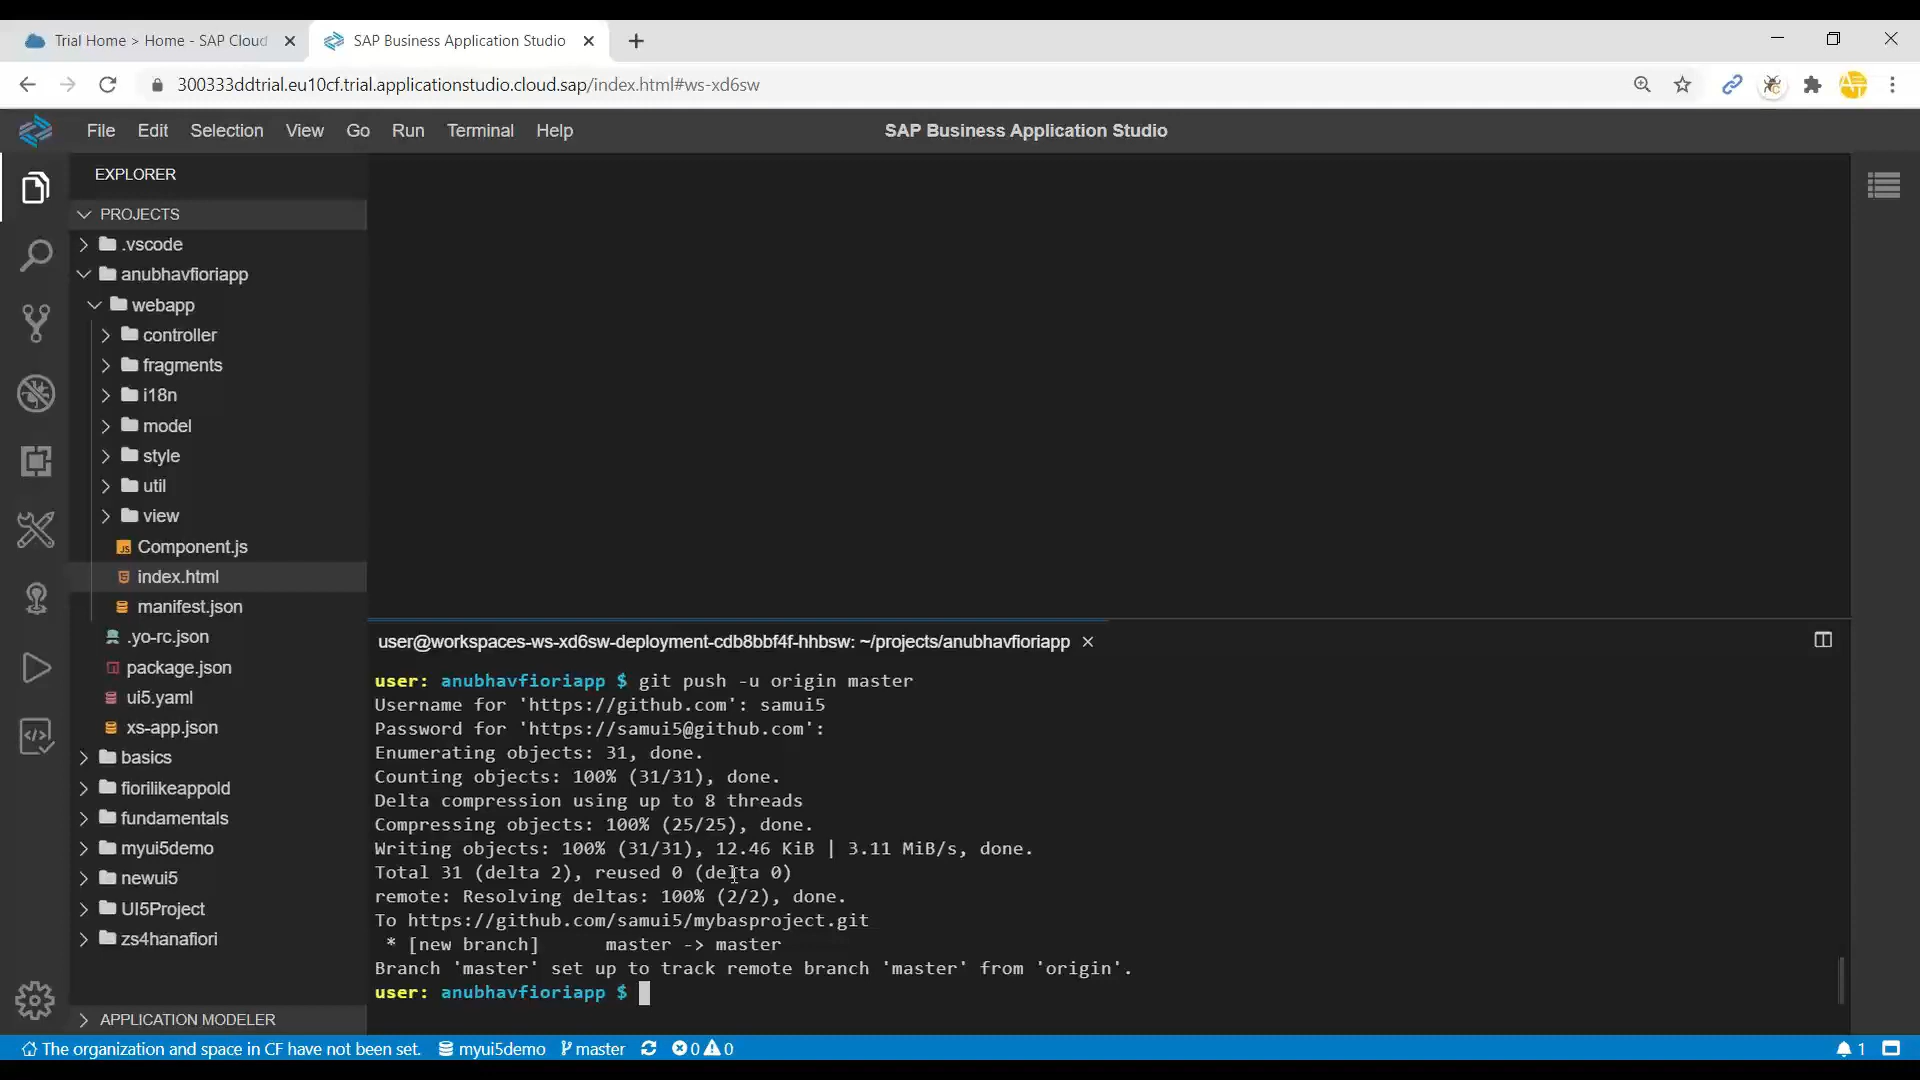 Trial Home > Home - SAP Cloud
SAP Business Application Studio
300333ddtrial.eu10cf.trial.applicationstudio.cloud.sap/index.html#ws-xd6sw
File Edit Selection View Go Run Terminal Help
SAP Business Application Studio
EXPLORER
PROJECTS
.vscode
anubhavfioriapp
webapp
controller
fragments
i18n
model
style
util
view
JS Component.js
index.html
manifest.json
.yo-rc.json
package.json
ui5.yaml
xs-app.json
basics
fiorilikeappold
fundamentals
myui5demo
newui5
UI5Project
zs4hanafiori
APPLICATION MODELER
user@workspaces-ws-xd6sw-deployment-cdb8bbf4f-hhbsw: ~/projects/anubhavfioriapp
user: anubhavfioriapp $ git push -u origin master
Username for 'https://github.com': samui5
Password for 'https://samui5@github.com':
Enumerating objects: 31, done.
Counting objects: 100% (31/31), done.
Delta compression using up to 8 threads
Compressing objects: 100% (25/25), done.
Writing objects: 100% (31/31), 12.46 KiB | 3.11 MiB/s, done.
Total 31 (delta 2), reused 0 (delta 0)
remote: Resolving deltas: 100% (2/2), done.
To https://github.com/samui5/mybasproject.git
* [new branch] master -> master
Branch 'master' set up to track remote branch 'master' from 'origin'.
user: anubhavfioriapp $
The organization and space in CF have not been set. myui5demo master 0 0 1